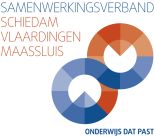 SAMENWERKINGSVERBAND
SCHIEDAM
VLAARDINGEN
MAASSLUIS
ONDERWIJS DAT PAST